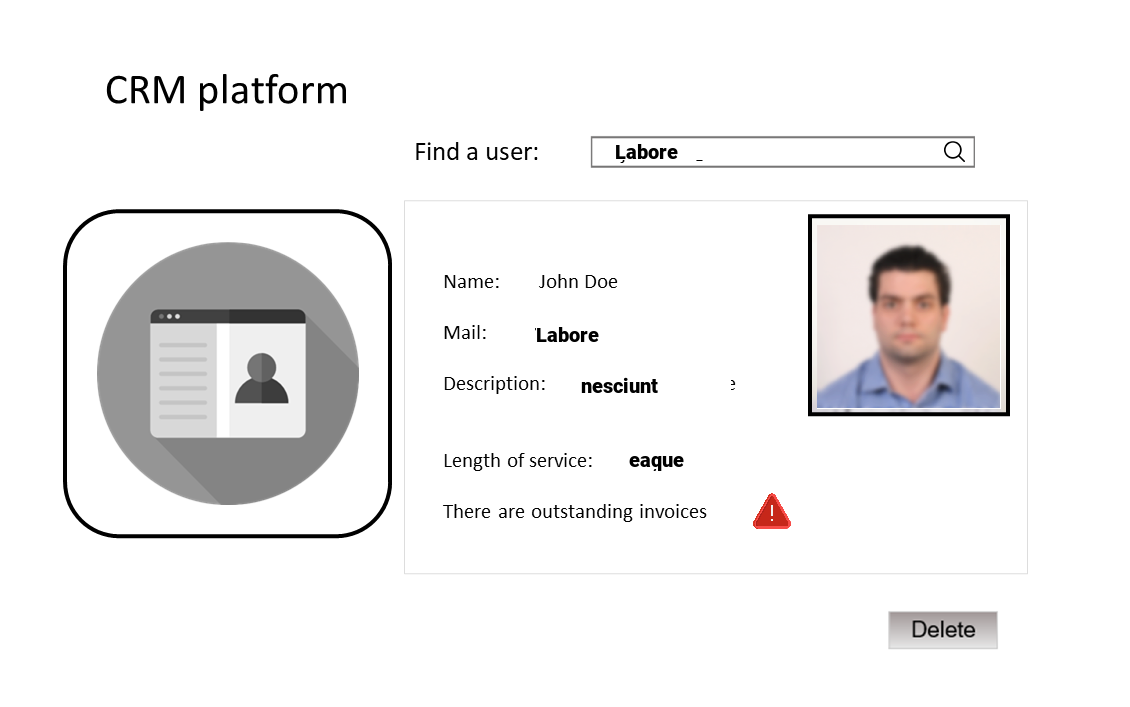 CRM platform
Find a user: Labore
Name: John Doe
Mail: Labore
Description: nesciunt
Length of service: eaque
There are outstanding invoices
Delete